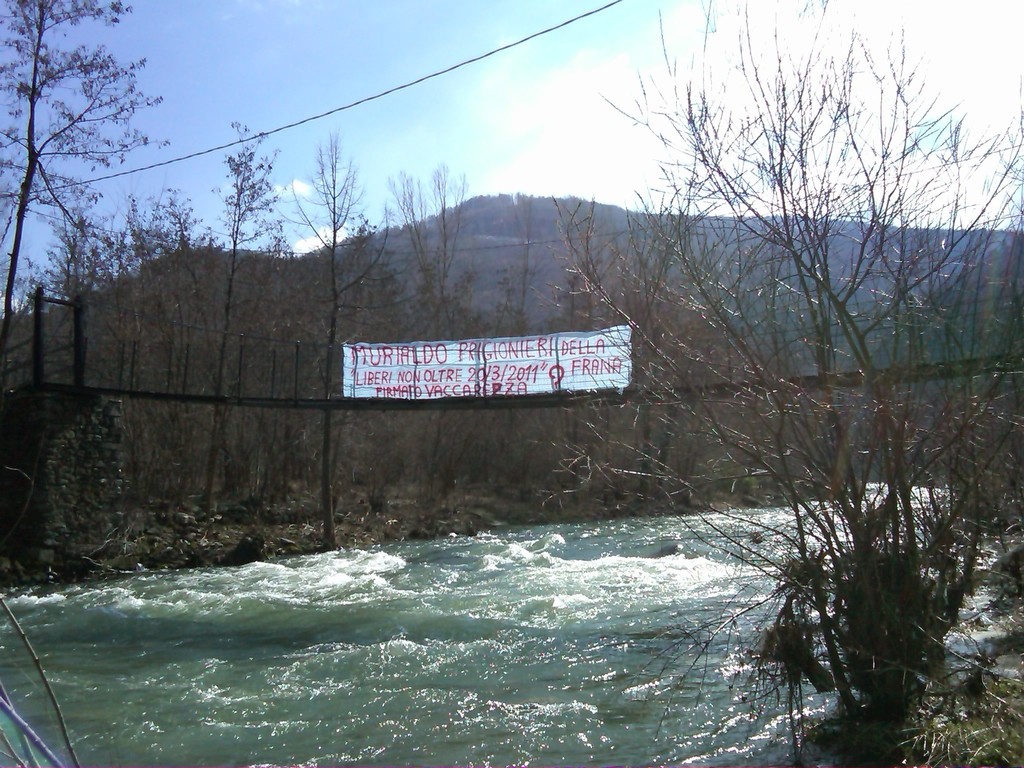 MURIALDO PRIGIONIERI DELLA FRANA
"LIBERI NON OLTRE 20/3/2011"
FIRMATO VACCAREZZA